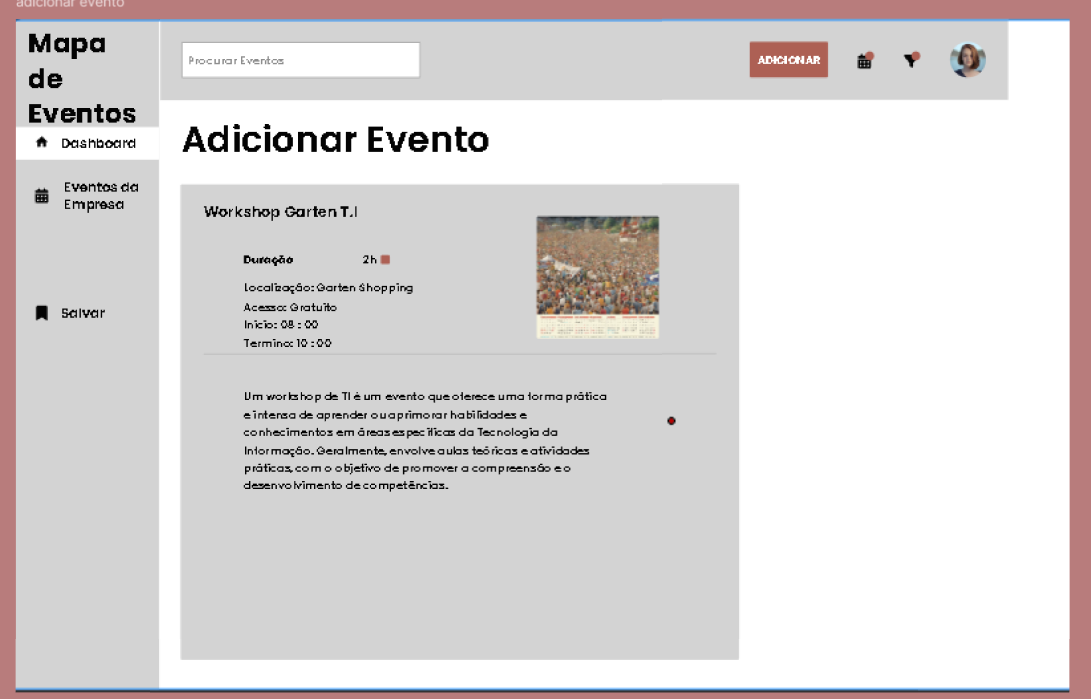 adicionar evento
Mapa
de
Eventos
Procurar Eventos
ADICIONAR
Dashboard
Eventos da
Empresa
Salvar
Adicionar Evento
Workshop Garten T.I
Duração 2h
Localização: Garten Shopping
Acesso: Gratuito
Inicio: 08 : 00
Termino: 10 : 00
Um workshop de TI é um evento que oferece uma forma prática
e intensa de aprender ou aprimorar habilidades e
conhecimentos em áreas específicas da Tecnologia da
Informação. Geralmente, envolve aulas teóricas e atividades
práticas, com o objetivo de promover a compreensão e o
desenvolvimento de competências.